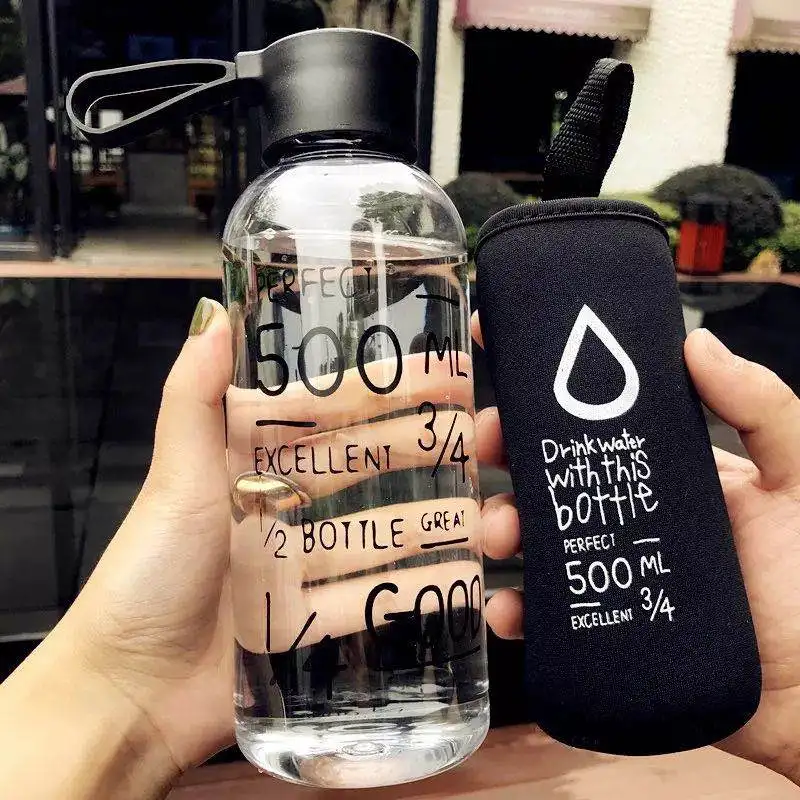 PERFECT
500 ML
EXCELLENT 3/4
1/2 BOTTLE GREAT
1/4 GOOD
Drink water
with this
bottle
PERFECT
500 ML
EXCELLENT 3/4